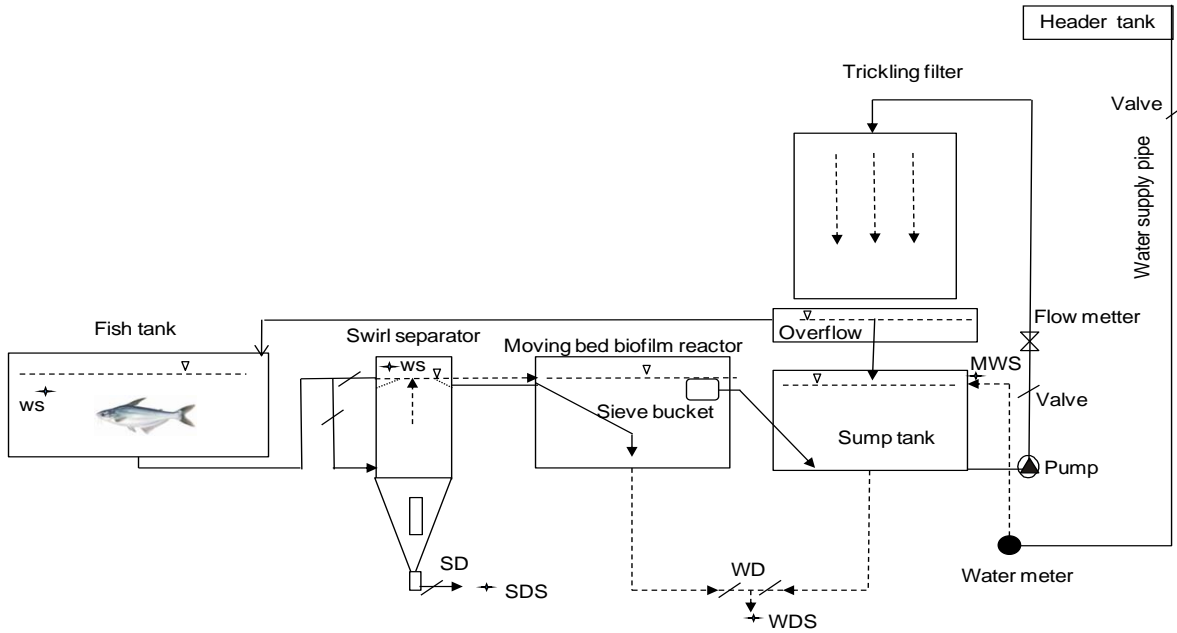 Header tank
Trickling filter
Valve
Water supply pipe
Flow metter
Overflow
Fish tank
Swirl separator
ws
Moving bed biofilm reactor
MWS
ws
Sieve bucket
Valve
Sump tank
Pump
SD
SDS
WD
WDS
Water meter